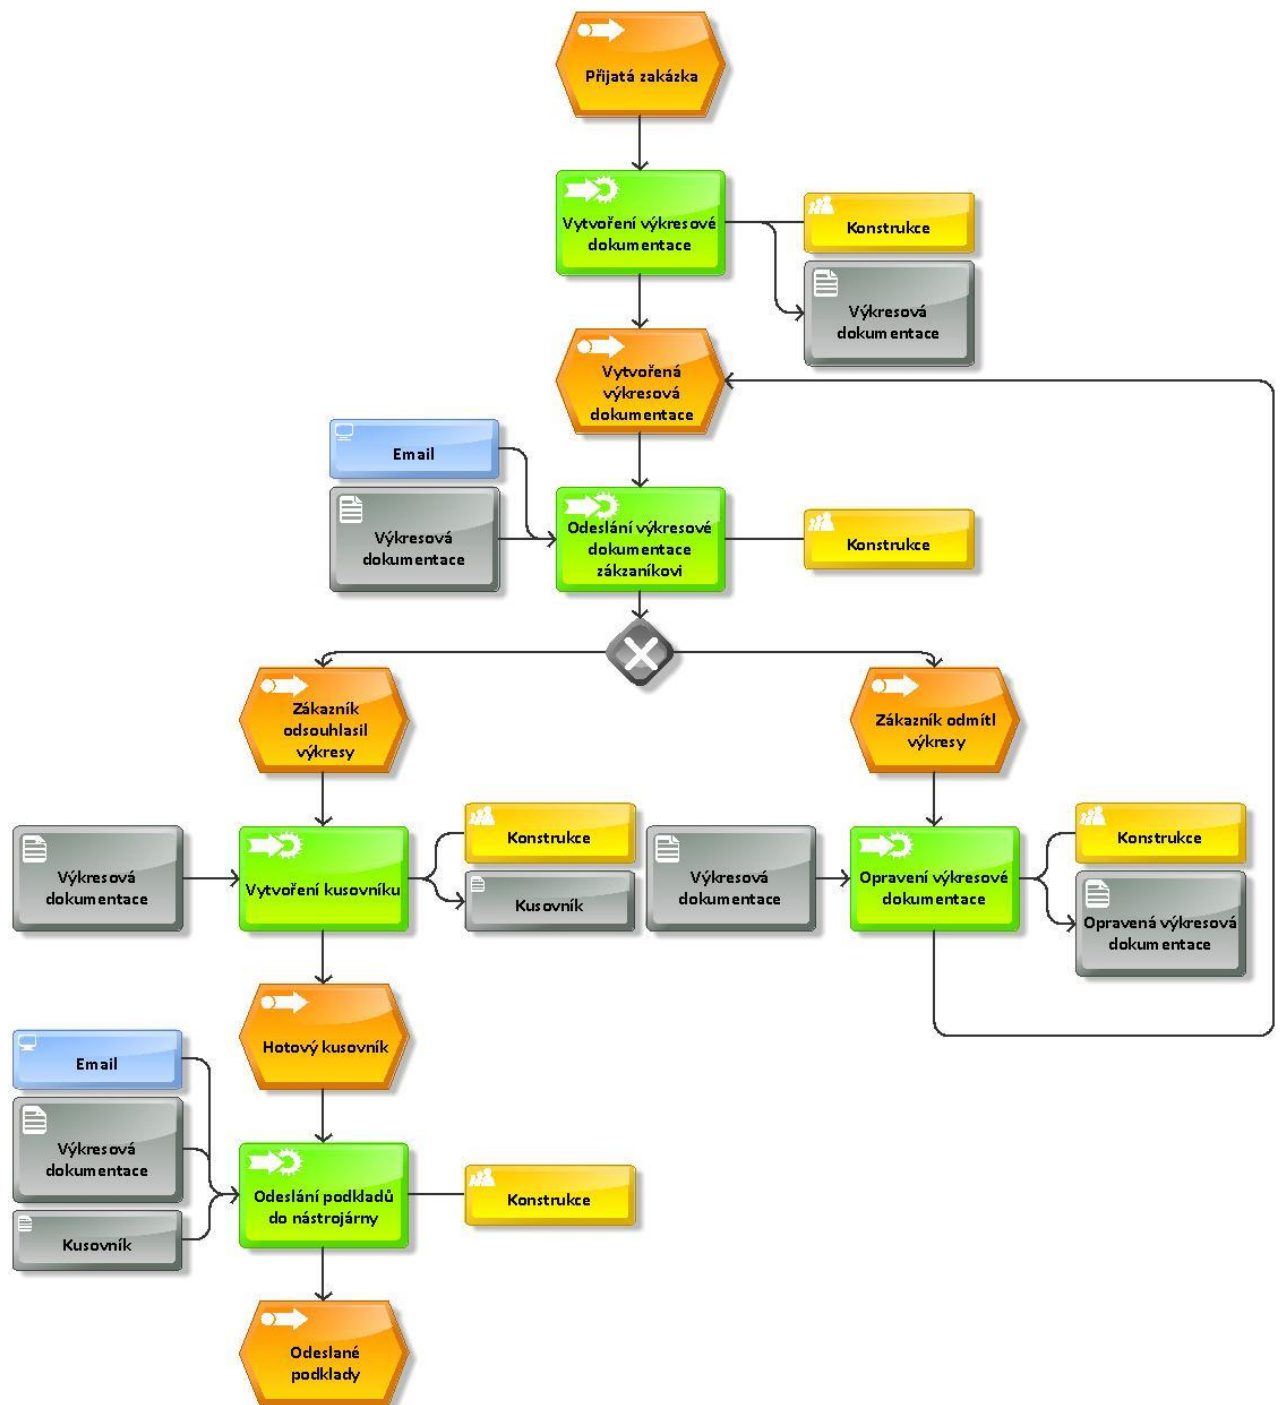 Přijatá zakázka
Vytvoření výkresové
dokumentace
Konstrukce
Výkresová
dokumentace
Vytvořená
výkresová
dokumentace
Email
Výkresová
dokumentace
Odeslání výkresové
dokumentace
zákzaníkovi
Konstrukce
Zákazník
odsouhlasil
výkresy
Zákazník odmítl
výkresy
Výkresová
dokumentace
Vytvoření kusovníku
Konstrukce
Kusovník
Výkresová
dokumentace
Opravení výkresové
dokumentace
Konstrukce
Opravená výkresová
dokumentace
Hotový kusovník
Email
Výkresová
dokumentace
Kusovník
Odeslání podkladů
do nástrojárny
Konstrukce
Odeslané
podklady